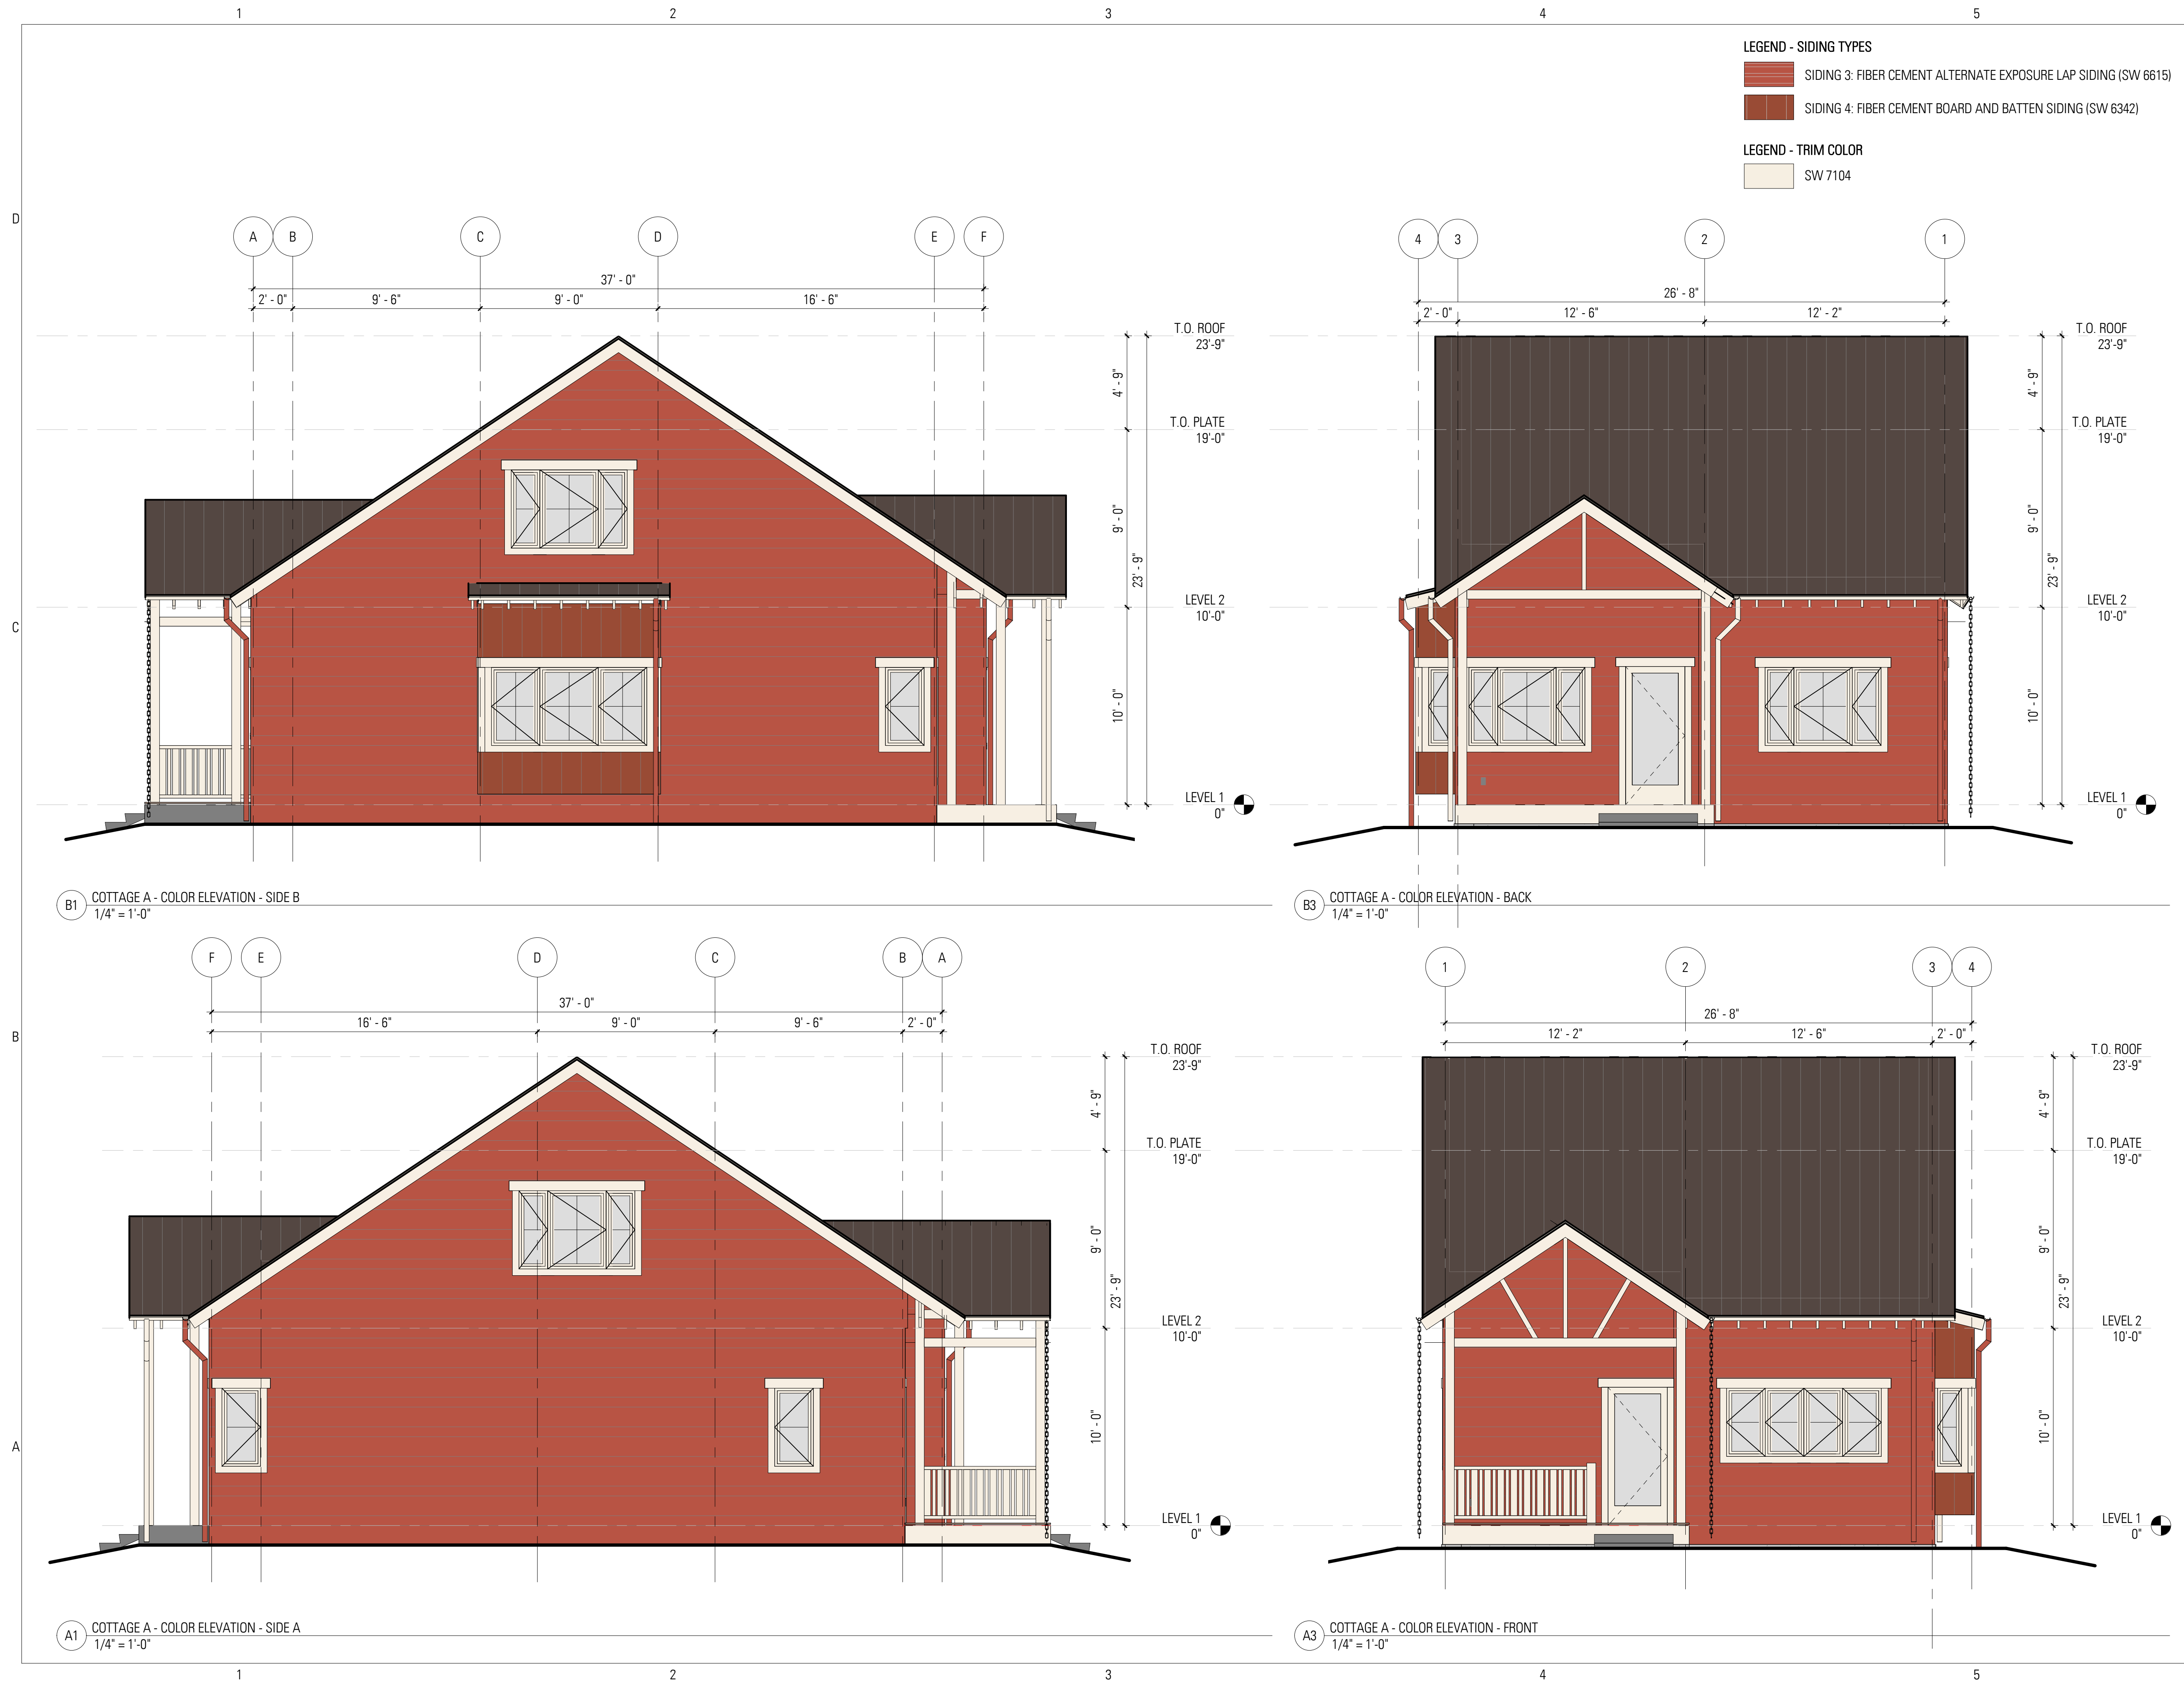 1 2 3 4 5
LEGEND - SIDING TYPES
SIDING 3: FIBER CEMENT ALTERNATE EXPOSURE LAP SIDING (SW 6615)
SIDING 4: FIBER CEMENT BOARD AND BATTEN SIDING (SW 6342)
LEGEND - TRIM COLOR
SW 7104
D
A B C D E F
37' - 0"
2' - 0" 9' - 6" 9' - 0" 16' - 6"
T.O. ROOF
23'-9"
4' - 9"
T.O. PLATE
19'-0"
9' - 0"
23' - 9"
LEVEL 2
10'-0"
10' - 0"
LEVEL 1
0"
B1
COTTAGE A - COLOR ELEVATION - SIDE B
1/4" = 1'-0"
4 3 2 1
26' - 8"
2' - 0" 12' - 6" 12' - 2"
T.O. ROOF
23'-9"
4' - 9"
T.O. PLATE
19'-0"
9' - 0"
23' - 9"
LEVEL 2
10'-0"
10' - 0"
LEVEL 1
0"
B3
COTTAGE A - COLOR ELEVATION - BACK
1/4" = 1'-0"
C
B
F E D C B A
37' - 0"
16' - 6" 9' - 0" 9' - 6" 2' - 0"
T.O. ROOF
23'-9"
4' - 9"
T.O. PLATE
19'-0"
9' - 0"
23' - 9"
LEVEL 2
10'-0"
10' - 0"
LEVEL 1
0"
A1
COTTAGE A - COLOR ELEVATION - SIDE A
1/4" = 1'-0"
1 2 3 4
26' - 8"
12' - 2" 12' - 6" 2' - 0"
T.O. ROOF
23'-9"
4' - 9"
T.O. PLATE
19'-0"
9' - 0"
23' - 9"
LEVEL 2
10'-0"
10' - 0"
LEVEL 1
0"
A3
COTTAGE A - COLOR ELEVATION - FRONT
1/4" = 1'-0"
A
1 2 3 4 5